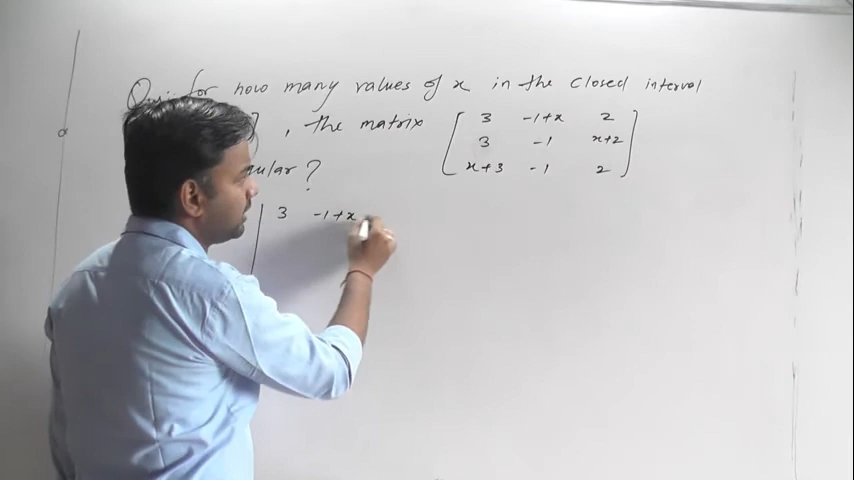 Que: for how many values of x in the closed interval
], the matrix [ 3 -1+x 2
3 -1 x+2
x+3 -1 2 ]
ular ?
| 3 -1+x